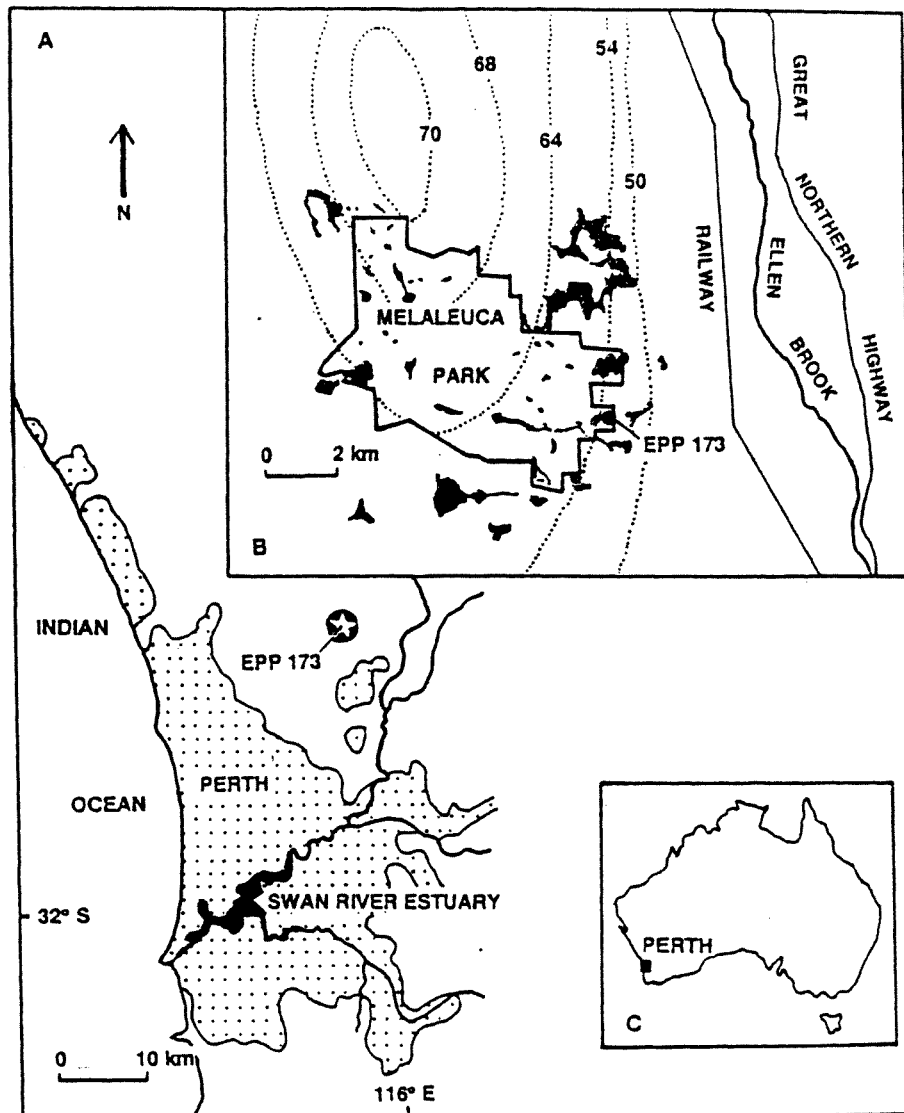 A
N
68
54
70
64
50
GREAT
NORTHERN
HIGHWAY
RAILWAY
ELLEN
BROOK
MELALEUCA
PARK
0 2 km
EPP 173
B
INDIAN
OCEAN
EPP 173
PERTH
SWAN RIVER ESTUARY
32° S
0 10 km
116° E
PERTH
C